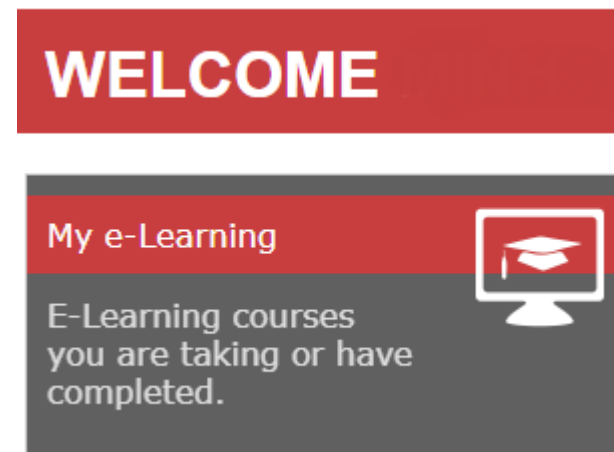 WELCOME
My e-Learning
E-Learning courses
you are taking or have
completed.